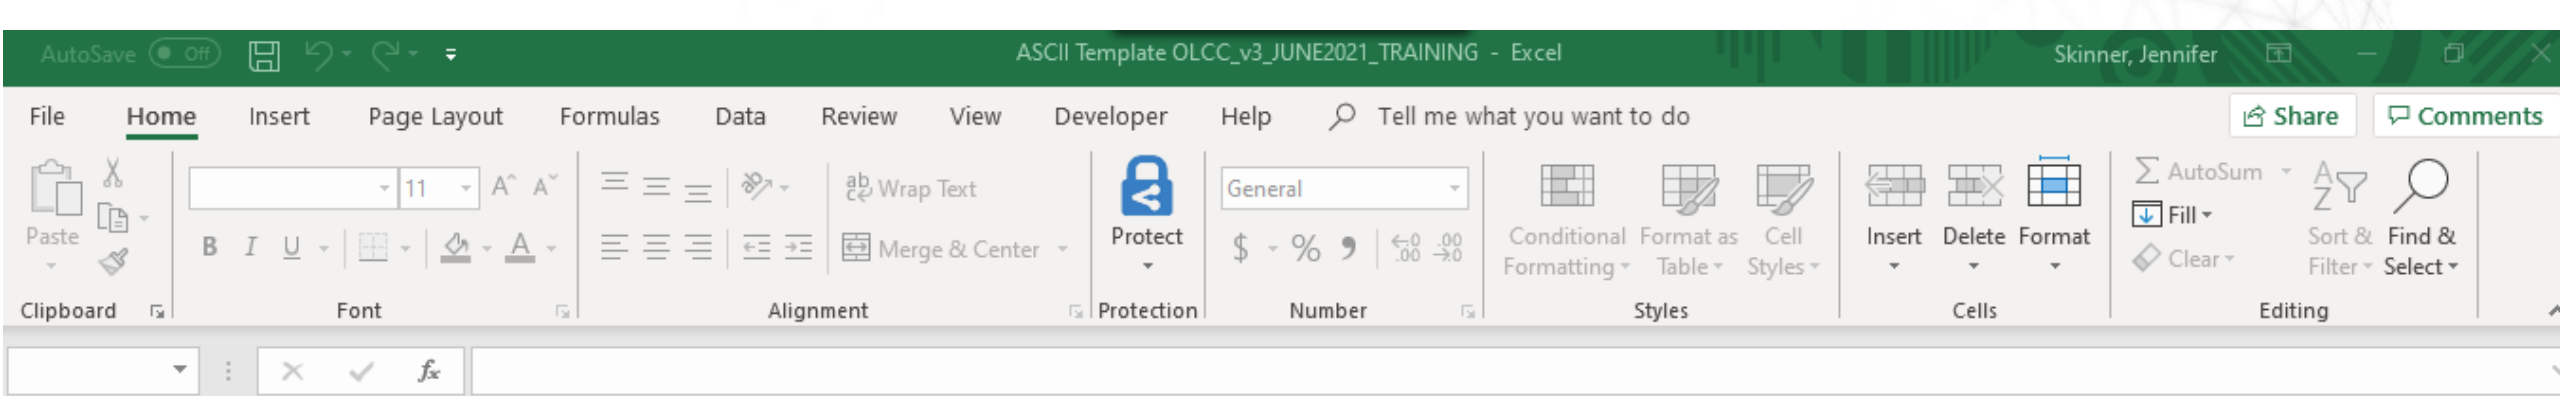 AutoSave Off ASCII Template OLCC_v3_JUNE2021_TRAINING - Excel Skinner, Jennifer
File Home Insert Page Layout Formulas Data Review View Developer Help Tell me what you want to do Share Comments
11 A A ab Wrap Text General AutoSum
Paste B I U A Merge & Center Protect $ % 9 Conditional Formatting Format as Table Cell Styles Insert Delete Format Fill Clear Sort & Filter Find & Select
Clipboard Font Alignment Protection Number Styles Cells Editing
fx